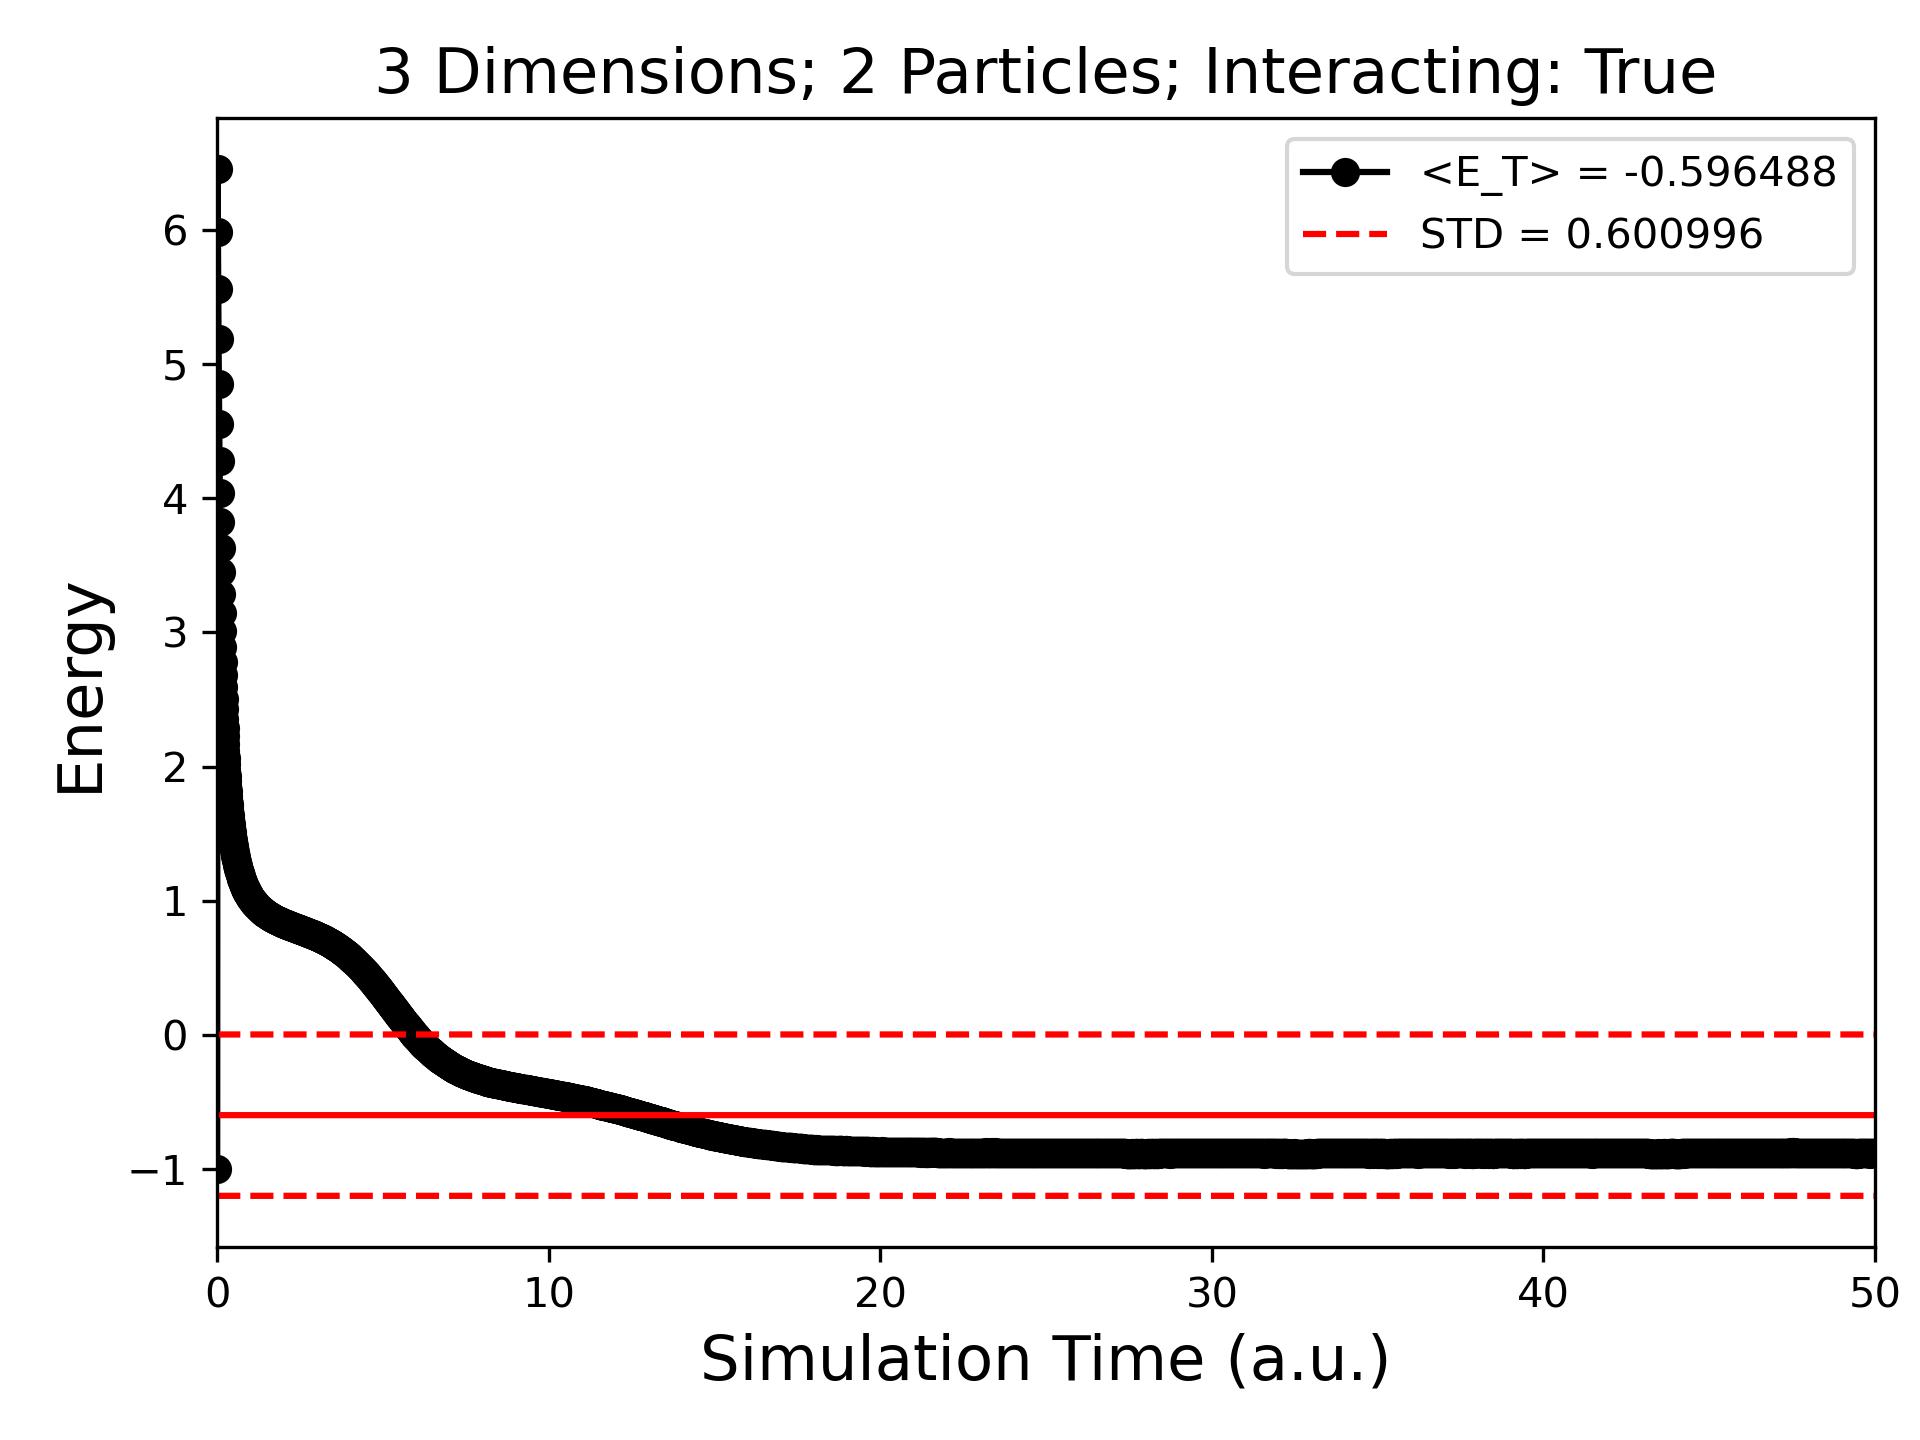 3 Dimensions; 2 Particles; Interacting: True
<E_T> = -0.596488
STD = 0.600996
Energy
6
5
4
3
2
1
0
−1
0 10 20 30 40 50
Simulation Time (a.u.)